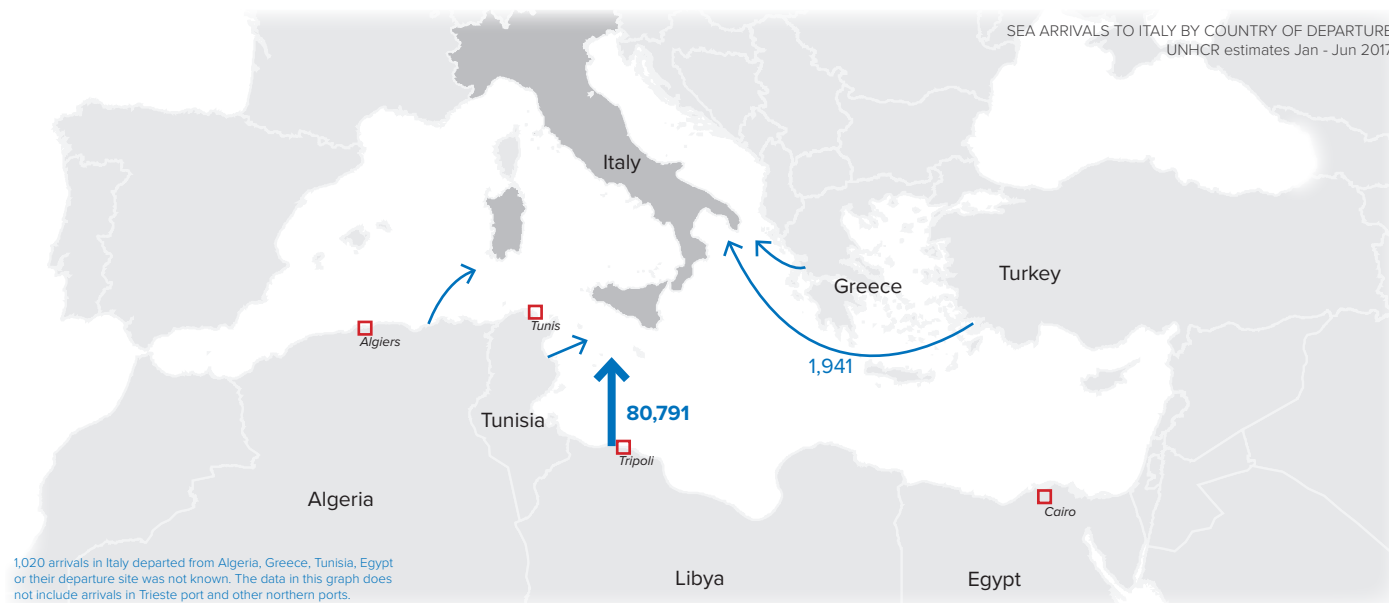 SEA ARRIVALS TO ITALY BY COUNTRY OF DEPARTURE
UNHCR estimates Jan - Jun 2017
Italy
Greece
Turkey
Tunis
Algiers
1,941
80,791
Tunisia
Tripoli
Algeria
Cairo
Libya
Egypt
1,020 arrivals in Italy departed from Algeria, Greece, Tunisia, Egypt
or their departure site was not known. The data in this graph does
not include arrivals in Trieste port and other northern ports.